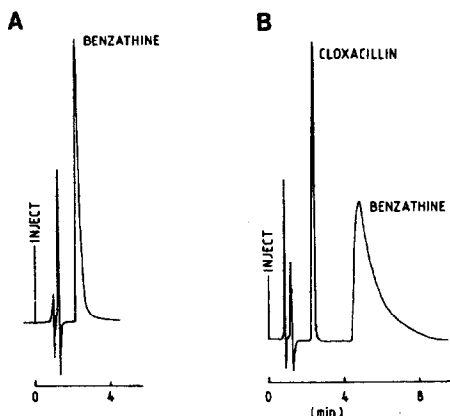 A
BENZATHINE
INJECT
0 4
B
CLOXACILLIN
BENZATHINE
INJECT
0 4 8
(min)